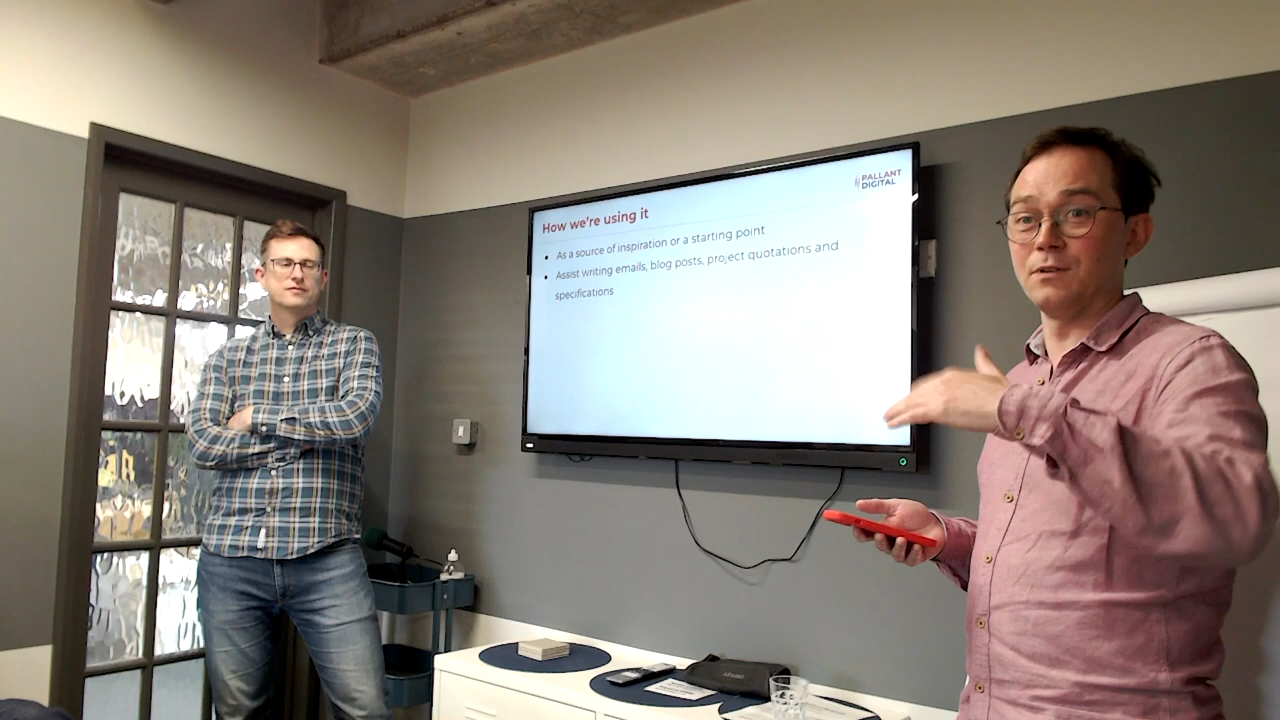 PALLANT
DIGITAL
How we're using it
• As a source of inspiration or a starting point
• Assist writing emails, blog posts, project quotations and
specifications